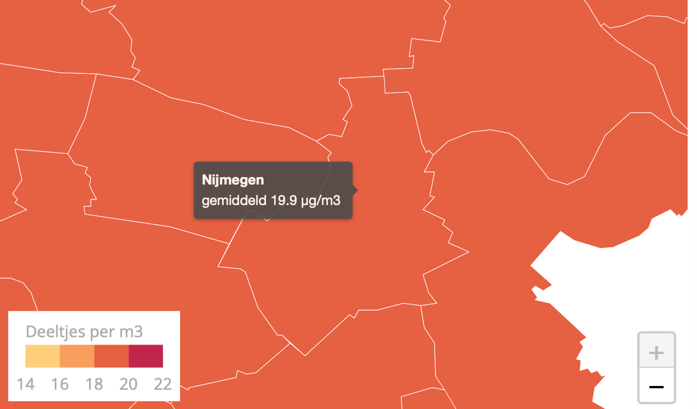 Nijmegen
gemiddeld 19.9 µg/m3
Deeltjes per m3
14 16 18 20 22
+
−